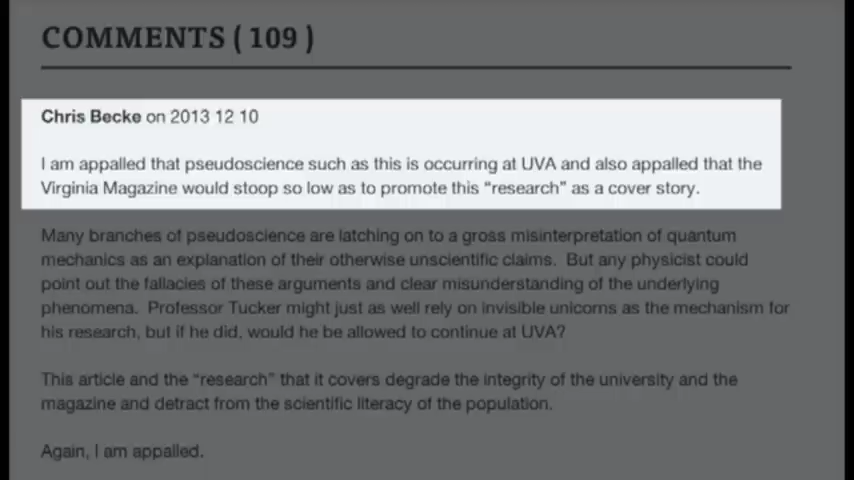 COMMENTS ( 109 )
Chris Becke on 2013 12 10
I am appalled that pseudoscience such as this is occurring at UVA and also appalled that the
Virginia Magazine would stoop so low as to promote this “research” as a cover story.
Many branches of pseudoscience are latching on to a gross misinterpretation of quantum
mechanics as an explanation of their otherwise unscientific claims.  But any physicist could
point out the fallacies of these arguments and clear misunderstanding of the underlying
phenomena.  Professor Tucker might just as well rely on invisible unicorns as the mechanism for
his research, but if he did, would he be allowed to continue at UVA?
This article and the “research” that it covers degrade the integrity of the university and the
magazine and detract from the scientific literacy of the population.
Again, I am appalled.